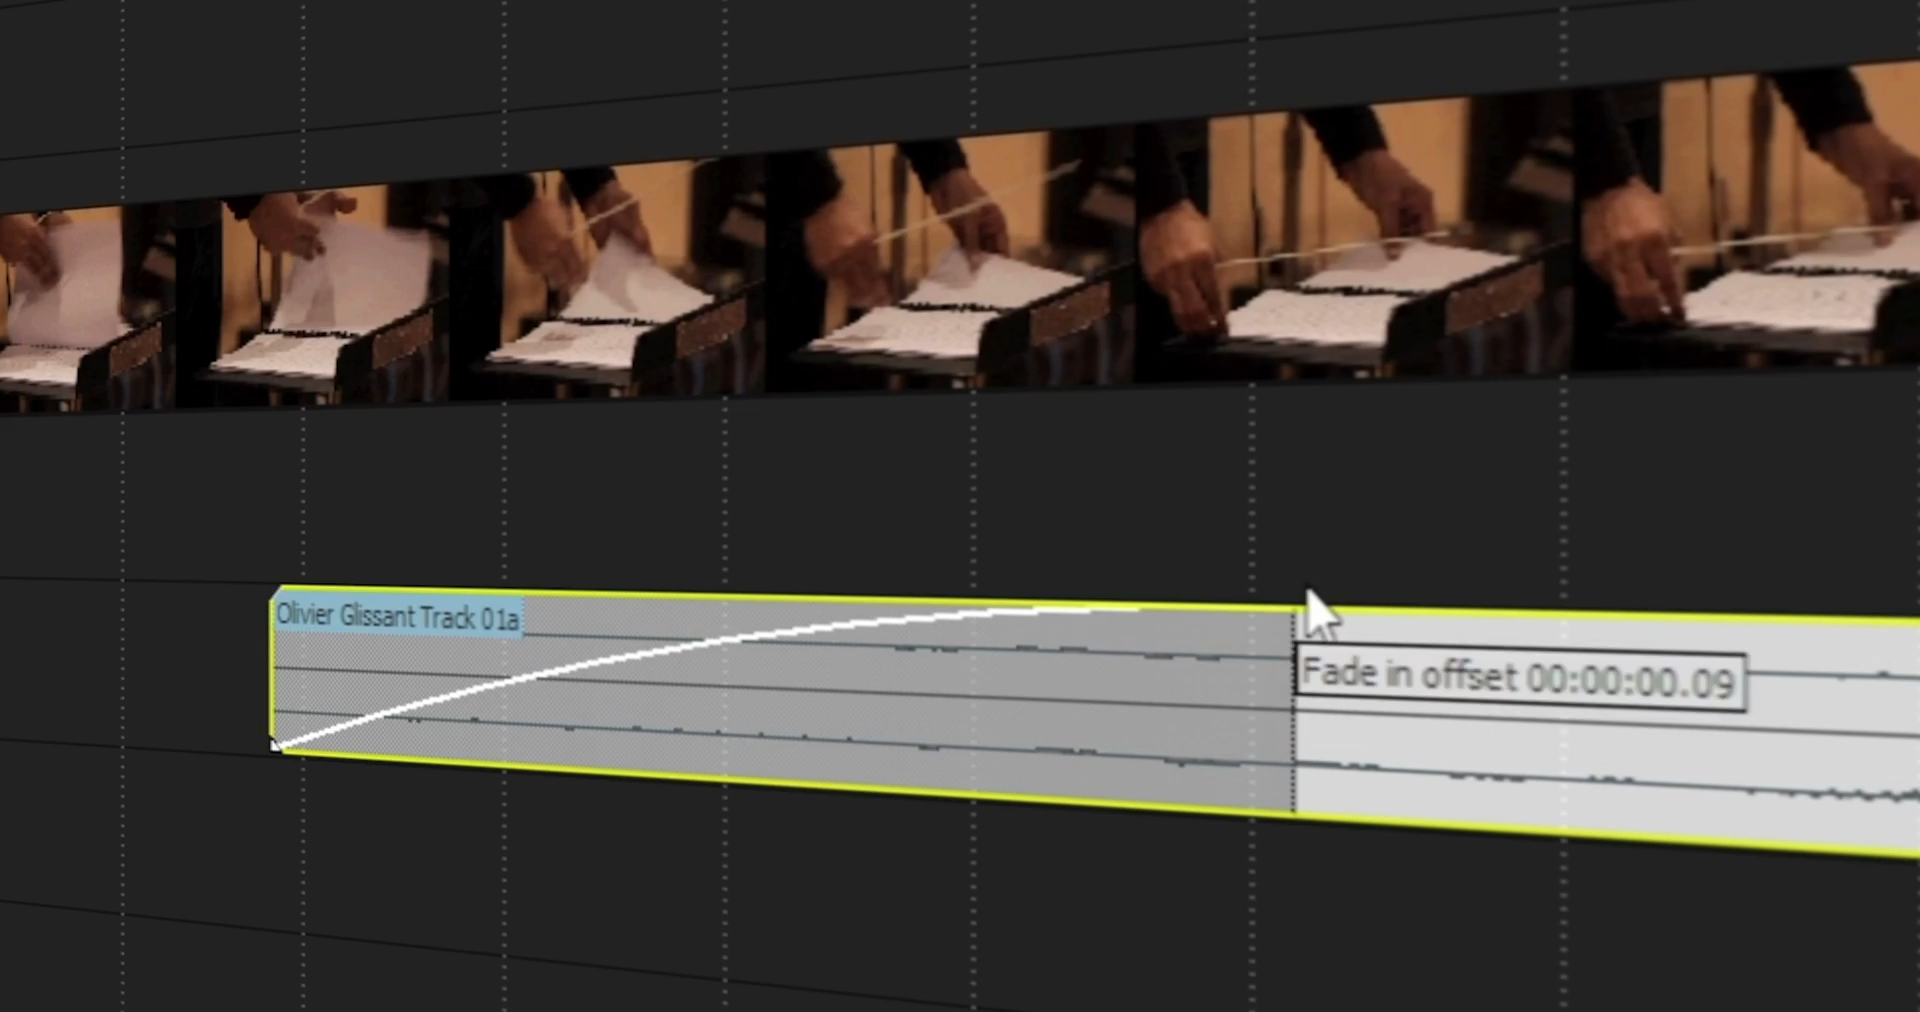 Olivier Glissant Track 01a
Fade in offset 00:00:00.09